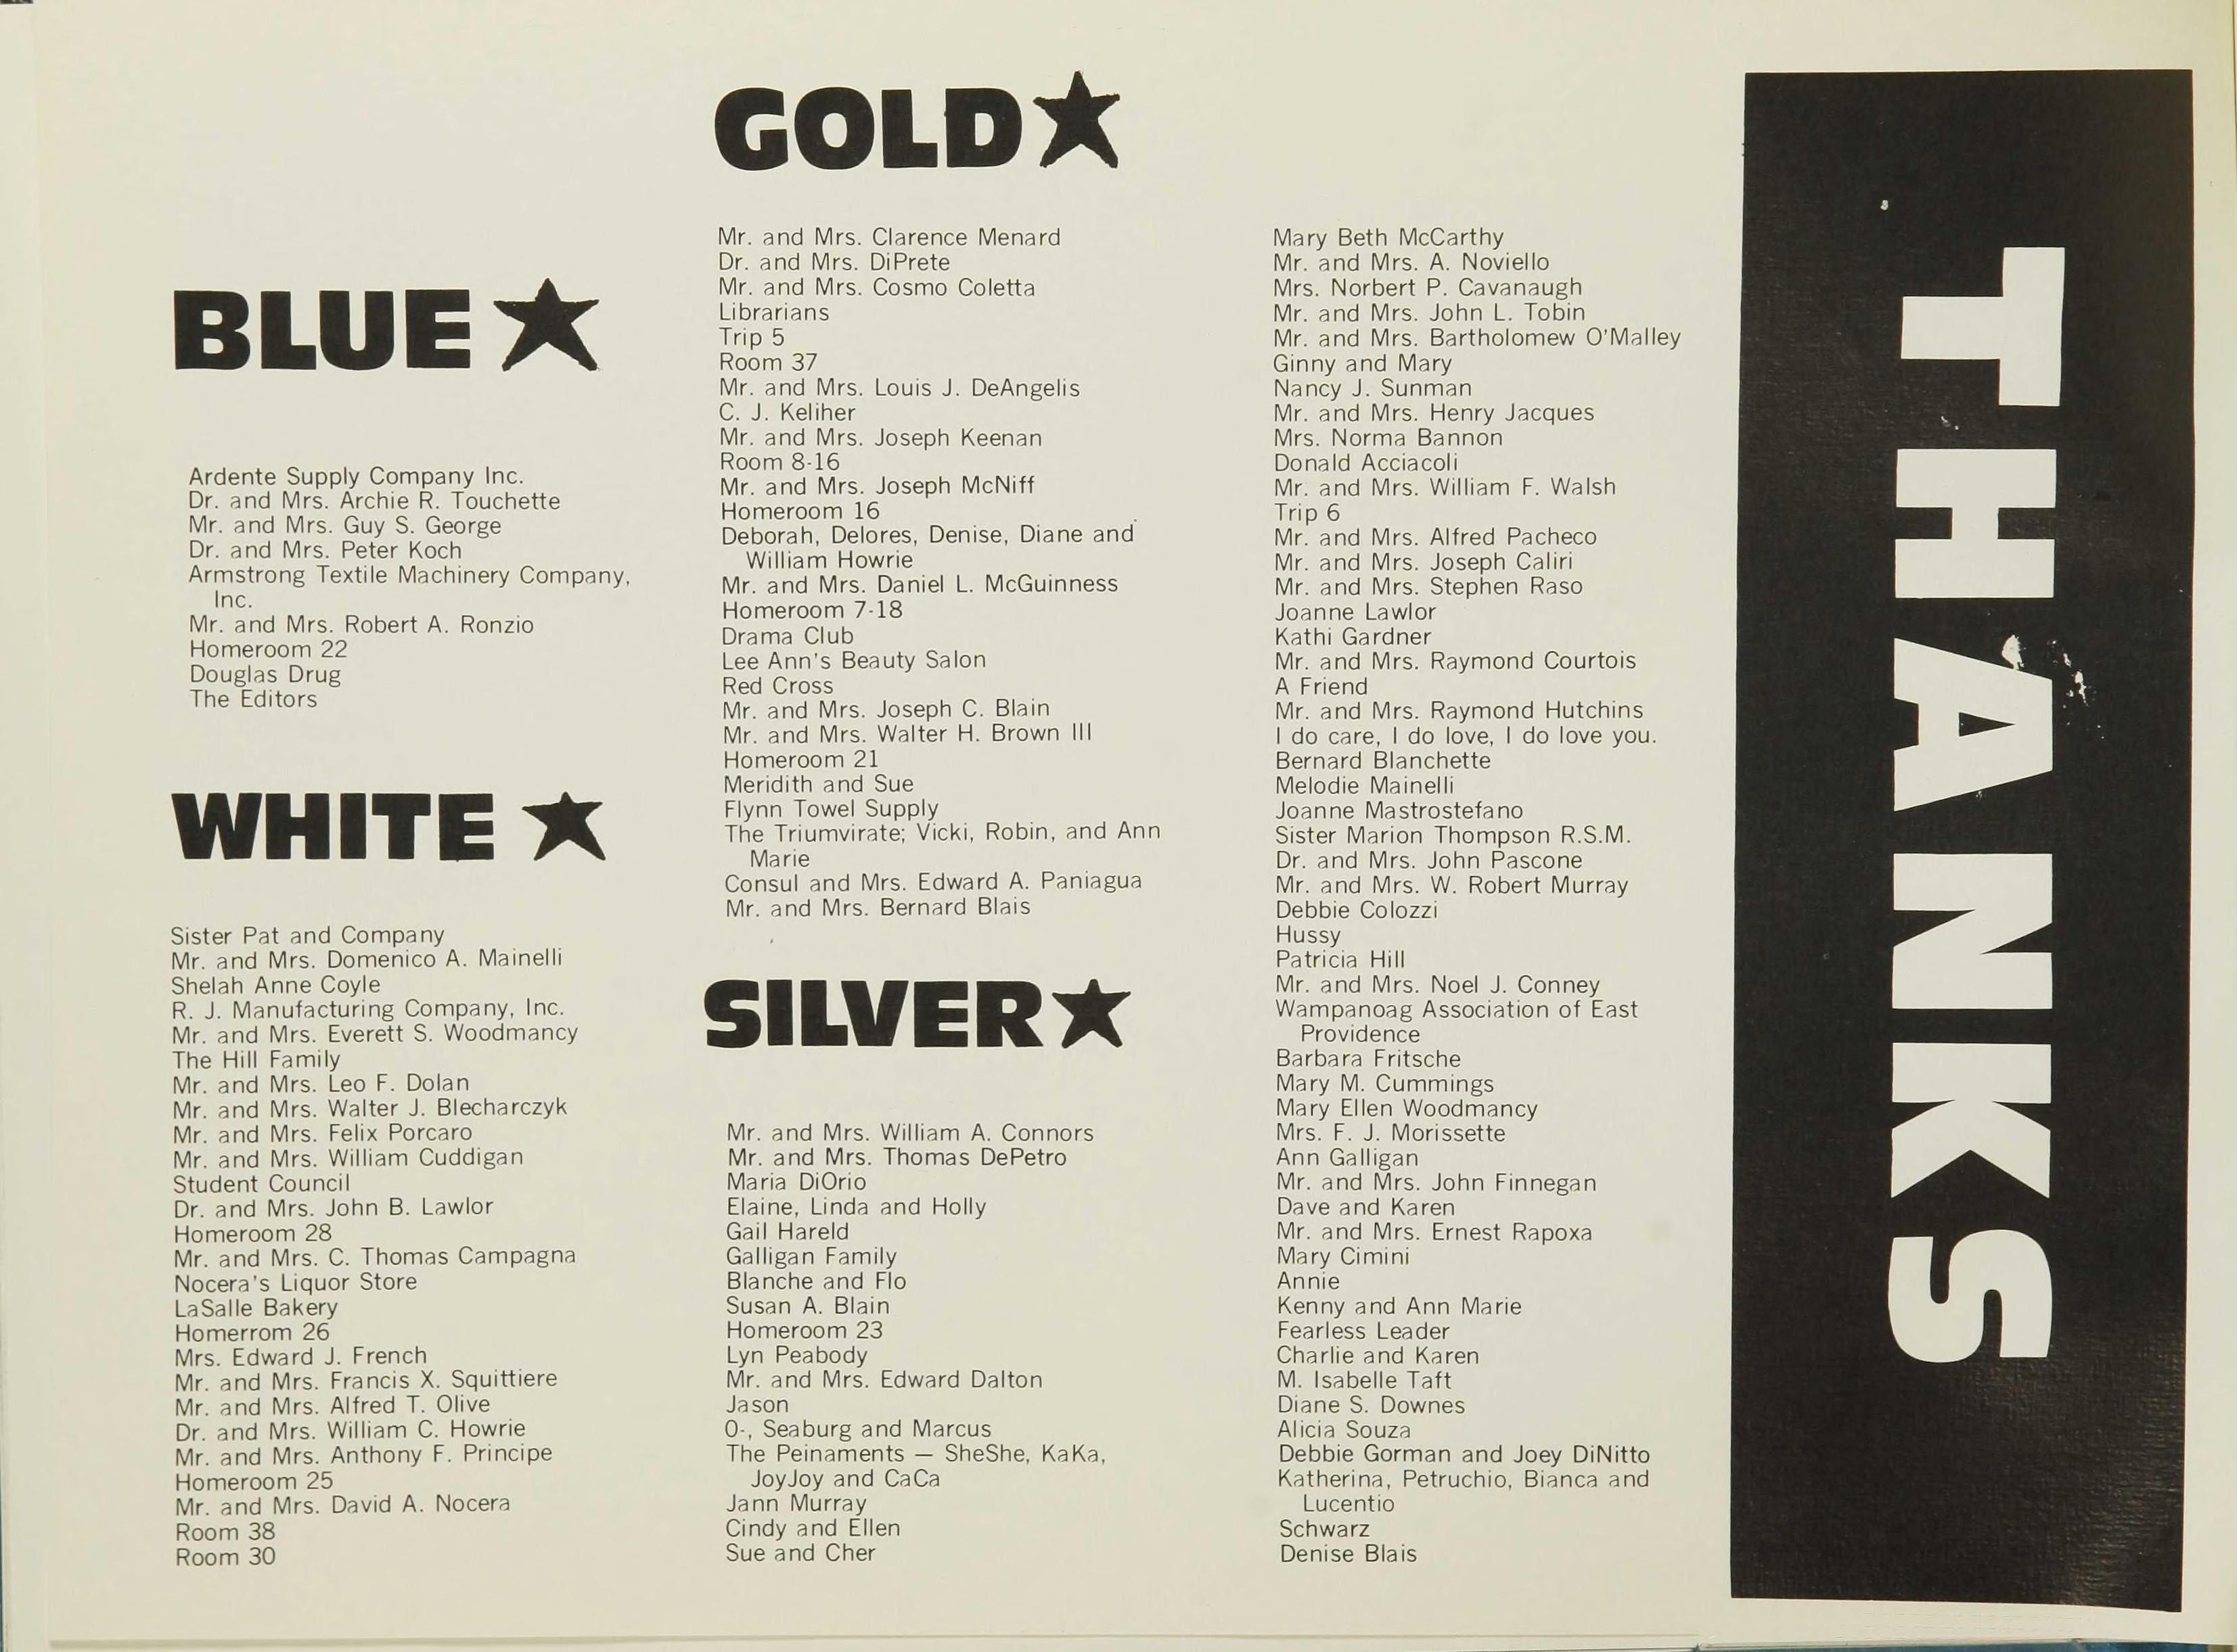 BLUE★
Ardente Supply Company Inc.
Dr. and Mrs. Archie R. Touchette
Mr. and Mrs. Guy S. George
Dr. and Mrs. Peter Koch
Armstrong Textile Machinery Company,
Inc.
Mr. and Mrs. Robert A. Ronzio
Homeroom 22
Douglas Drug
The Editors
WHITE ★
Sister Pat and Company
Mr. and Mrs. Domenico A. Mainelli
Shelah Anne Coyle
R. J. Manufacturing Company, Inc.
Mr. and Mrs. Everett S. Woodmancy
The Hill Family
Mr. and Mrs. Leo F. Dolan
Mr. and Mrs. Walter J. Blecharczyk
Mr. and Mrs. Felix Porcaro
Mr. and Mrs. William Cuddigan
Student Council
Dr. and Mrs. John B. Lawlor
Homeroom 28
Mr. and Mrs. C. Thomas Campagna
Nocera's Liquor Store
LaSalle Bakery
Homerrom 26
Mrs. Edward J. French
Mr. and Mrs. Francis X. Squittiere
Mr. and Mrs. Alfred T. Olive
Dr. and Mrs. William C. Howrie
Mr. and Mrs. Anthony F. Principe
Homeroom 25
Mr. and Mrs. David A. Nocera
Room 38
Room 30
GOLD★
Mr. and Mrs. Clarence Menard
Dr. and Mrs. DiPrete
Mr. and Mrs. Cosmo Coletta
Librarians
Trip 5
Room 37
Mr. and Mrs. Louis J. DeAngelis
C. J. Keliher
Mr. and Mrs. Joseph Keenan
Room 8-16
Mr. and Mrs. Joseph McNiff
Homeroom 16
Deborah, Delores, Denise, Diane and
William Howrie
Mr. and Mrs. Daniel L. McGuinness
Homeroom 7-18
Drama Club
Lee Ann's Beauty Salon
Red Cross
Mr. and Mrs. Joseph C. Blain
Mr. and Mrs. Walter H. Brown III
Homeroom 21
Meridith and Sue
Flynn Towel Supply
The Triumvirate; Vicki, Robin, and Ann
Marie
Consul and Mrs. Edward A. Paniagua
Mr. and Mrs. Bernard Blais
SILVER★
Mr. and Mrs. William A. Connors
Mr. and Mrs. Thomas DePetro
Maria DiOrio
Elaine, Linda and Holly
Gail Hareld
Galligan Family
Blanche and Flo
Susan A. Blain
Homeroom 23
Lyn Peabody
Mr. and Mrs. Edward Dalton
Jason
O-, Seaburg and Marcus
The Peinaments — SheShe, KaKa,
JoyJoy and CaCa
Jann Murray
Cindy and Ellen
Sue and Cher
Mary Beth McCarthy
Mr. and Mrs. A. Noviello
Mrs. Norbert P. Cavanaugh
Mr. and Mrs. John L. Tobin
Mr. and Mrs. Bartholomew O'Malley
Ginny and Mary
Nancy J. Sunman
Mr. and Mrs. Henry Jacques
Mrs. Norma Bannon
Donald Acciacoli
Mr. and Mrs. William F. Walsh
Trip 6
Mr. and Mrs. Alfred Pacheco
Mr. and Mrs. Joseph Caliri
Mr. and Mrs. Stephen Raso
Joanne Lawlor
Kathi Gardner
Mr. and Mrs. Raymond Courtois
A Friend
Mr. and Mrs. Raymond Hutchins
I do care, I do love, I do love you.
Bernard Blanchette
Melodie Mainelli
Joanne Mastrostefano
Sister Marion Thompson R.S.M.
Dr. and Mrs. John Pascone
Mr. and Mrs. W. Robert Murray
Debbie Colozzi
Hussy
Patricia Hill
Mr. and Mrs. Noel J. Conney
Wampanoag Association of East
Providence
Barbara Fritsche
Mary M. Cummings
Mary Ellen Woodmancy
Mrs. F. J. Morissette
Ann Galligan
Mr. and Mrs. John Finnegan
Dave and Karen
Mr. and Mrs. Ernest Rapoxa
Mary Cimini
Annie
Kenny and Ann Marie
Fearless Leader
Charlie and Karen
M. Isabelle Taft
Diane S. Downes
Alicia Souza
Debbie Gorman and Joey DiNitto
Katherina, Petruchio, Bianca and
Lucentio
Schwarz
Denise Blais
THANKS